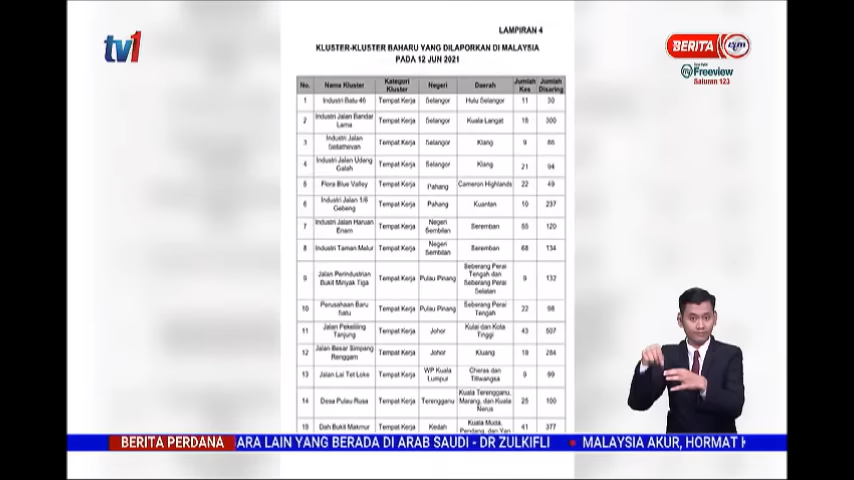 tv1
LAMPIRAN 4
KLUSTER-KLUSTER BAHARU YANG DILAPORKAN DI MALAYSIA
PADA 12 JUN 2021
BERITA rtm
myFreeview
Saluran 123
No. Nama Kluster Kategori Kluster Negeri Daerah Jumlah Kes Jumlah Disaring
1 Industri Batu 46 Tempat Kerja Selangor Hulu Selangor 11 30
2 Industri Jalan Bandar Lama Tempat Kerja Selangor Kuala Langat 18 300
3 Industri Jalan Tempat Kerja Selangor Klang 9
4 Industri Jalan Udang Galah Tempat Kerja Selangor Klang 21 94
5 Flora Blue Valley Tempat Kerja Pahang Cameron Highlands 22 49
6 Industri Jalan 1/6 Gebeng Tempat Kerja Pahang Kuantan 10 237
7 Industri Jalan Haruan Enam Tempat Kerja Negeri Sembilan Seremban 55 120
8 Industri Taman Melur Tempat Kerja Negeri Sembilan Seremban 68 134
9 Jalan Perindustrian Bukit Minyak Tiga Tempat Kerja Pulau Pinang Seberang Perai Tengah dan Seberang Perai Selatan 9 132
10 Perusahaan Baru Satu Tempat Kerja Pulau Pinang Seberang Perai Tengah 22 98
11 Jalan Pekeliling Tanjung Tempat Kerja Johor Kulai dan Kota Tinggi 43 507
12 Jalan Besar Simpang Renggam Tempat Kerja Johor Kluang 19 284
13 Jalan Lai Tet Loke Tempat Kerja WP Kuala Lumpur Cheras dan Titiwangsa 9 99
14 Desa Pulau Rusa Tempat Kerja Terengganu Kuala Terengganu, Marang, dan Kuala Nerus 25 100
15 Dah Bukit Makmur Tempat Kerja Kedah Kuala Muda, Pendang, dan Yan 41 377
BERITA PERDANA ARA LAIN YANG BERADA DI ARAB SAUDI - DR ZULKIFLI • MALAYSIA AKUR, HORMAT